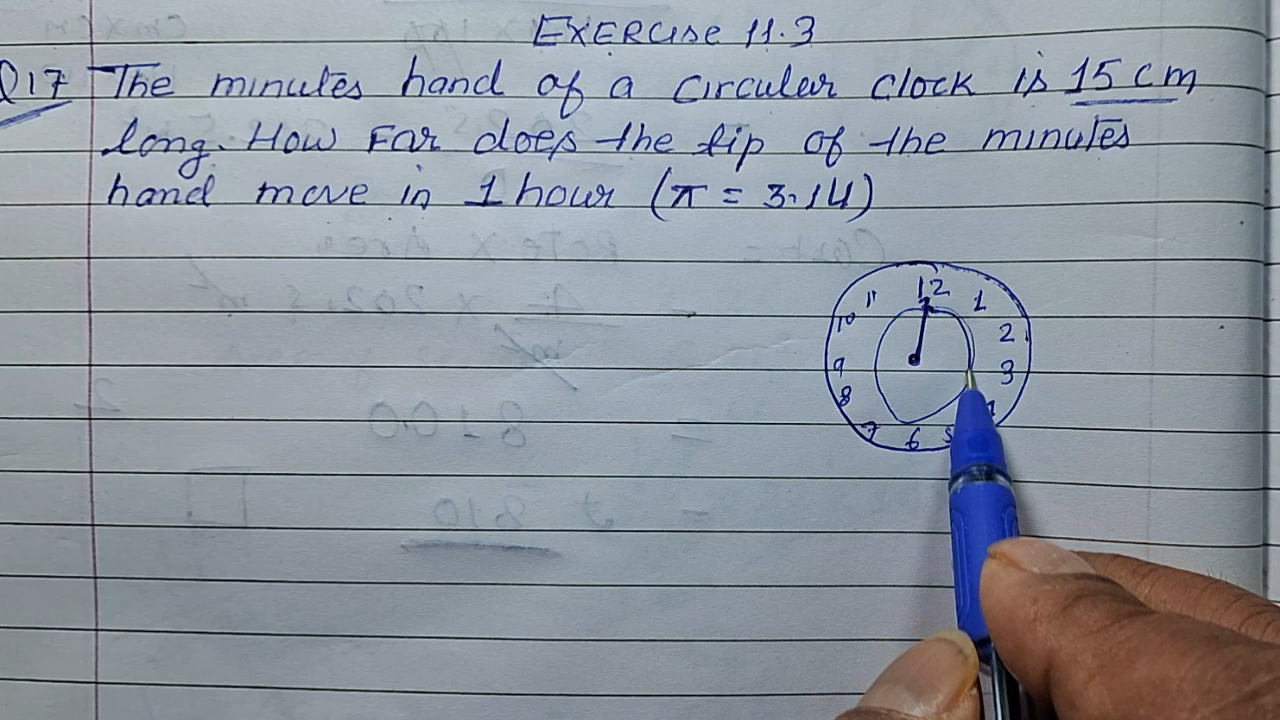 EXERCISE 11.3
Q17 The minutes hand of a circular clock is 15 cm
long. How Far does the tip of the minutes
hand move in 1 hour (π = 3.14)
12
11
1
10
2
9
3
8
7
6
5